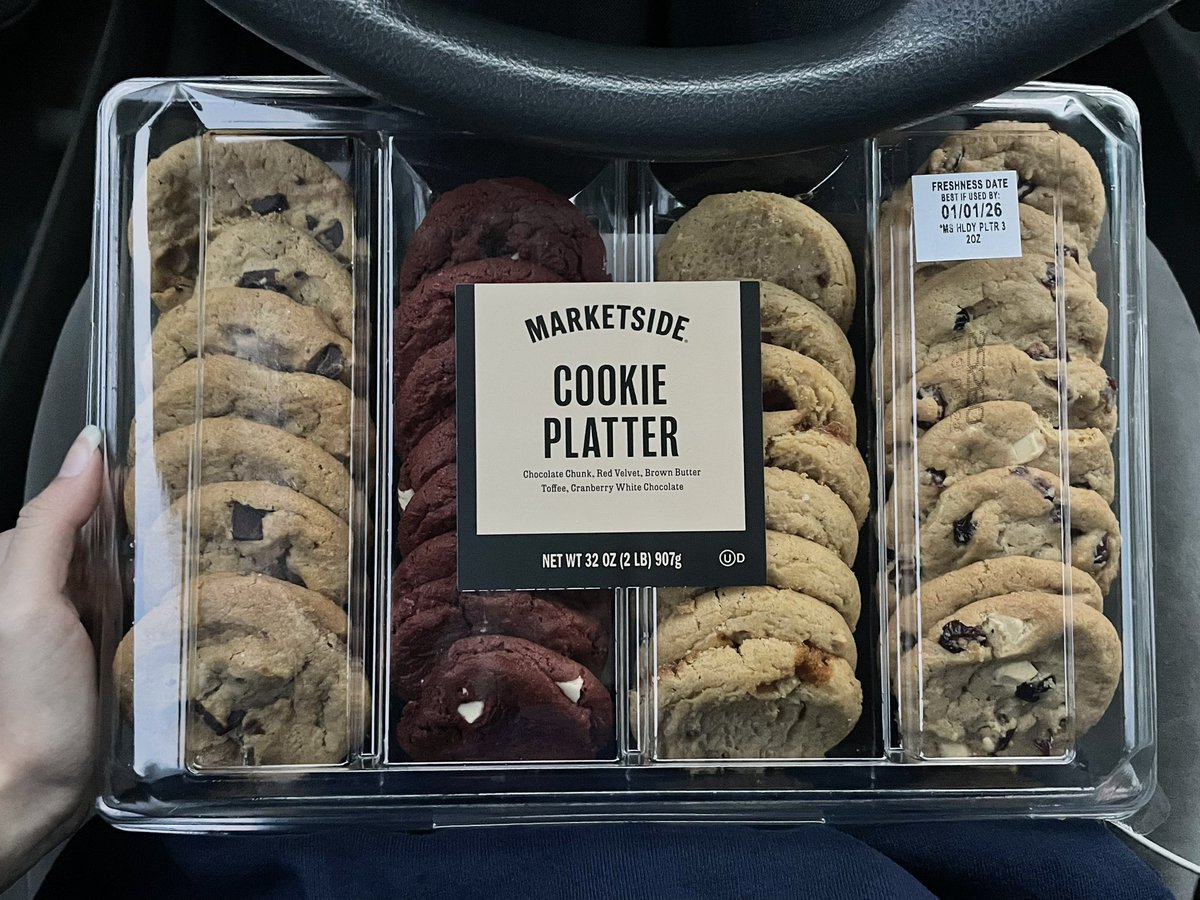 FRESHNESS DATE
BEST IF USED BY:
01/01/26
*MS HLDY PLTR 3
2OZ
MARKETSIDE®
COOKIE
PLATTER
Chocolate Chunk, Red Velvet, Brown Butter
Toffee, Cranberry White Chocolate
NET WT 32 OZ (2 LB) 907g
UD